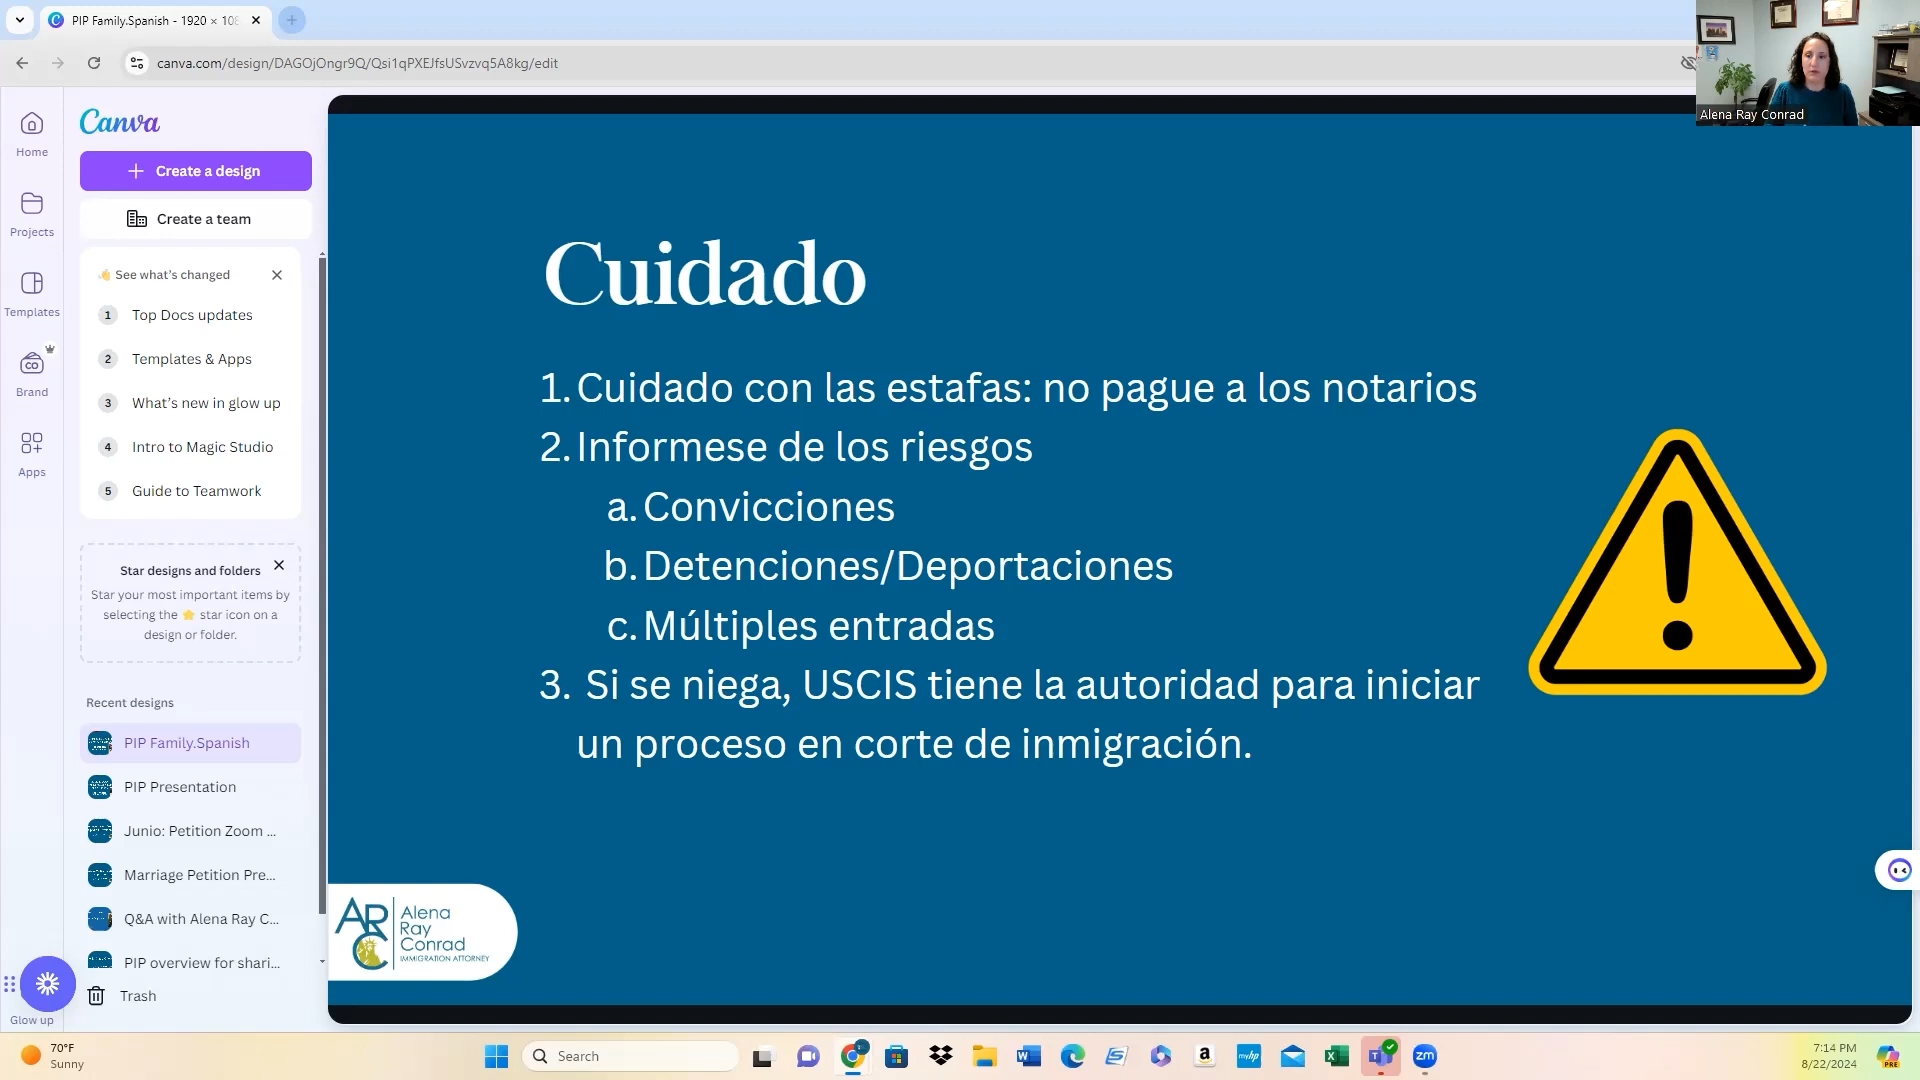 PIP Family.Spanish - 1920 × 108
canva.com/design/DAGOjOngr9Q/Qsi1qPXEJfsUSvzvq5A8kg/edit
Alena Ray Conrad
Home
Projects
Templates
Brand
Apps
Glow up
Canva
Create a design
Create a team
See what's changed
1 Top Docs updates
2 Templates & Apps
3 What's new in glow up
4 Intro to Magic Studio
5 Guide to Teamwork
Star designs and folders
Star your most important items by
selecting the star icon on a
design or folder.
Recent designs
PIP Family.Spanish
PIP Presentation
Junio: Petition Zoom ...
Marriage Petition Pre...
Q&A with Alena Ray C...
PIP overview for shari...
Trash
Cuidado
1. Cuidado con las estafas: no pague a los notarios
2. Informese de los riesgos
a. Convicciones
b. Detenciones/Deportaciones
c. Múltiples entradas
3. Si se niega, USCIS tiene la autoridad para iniciar
un proceso en corte de inmigración.
ARC
Alena
Ray
Conrad
IMMIGRATION ATTORNEY
70°F
Sunny
Search
7:14 PM
8/22/2024